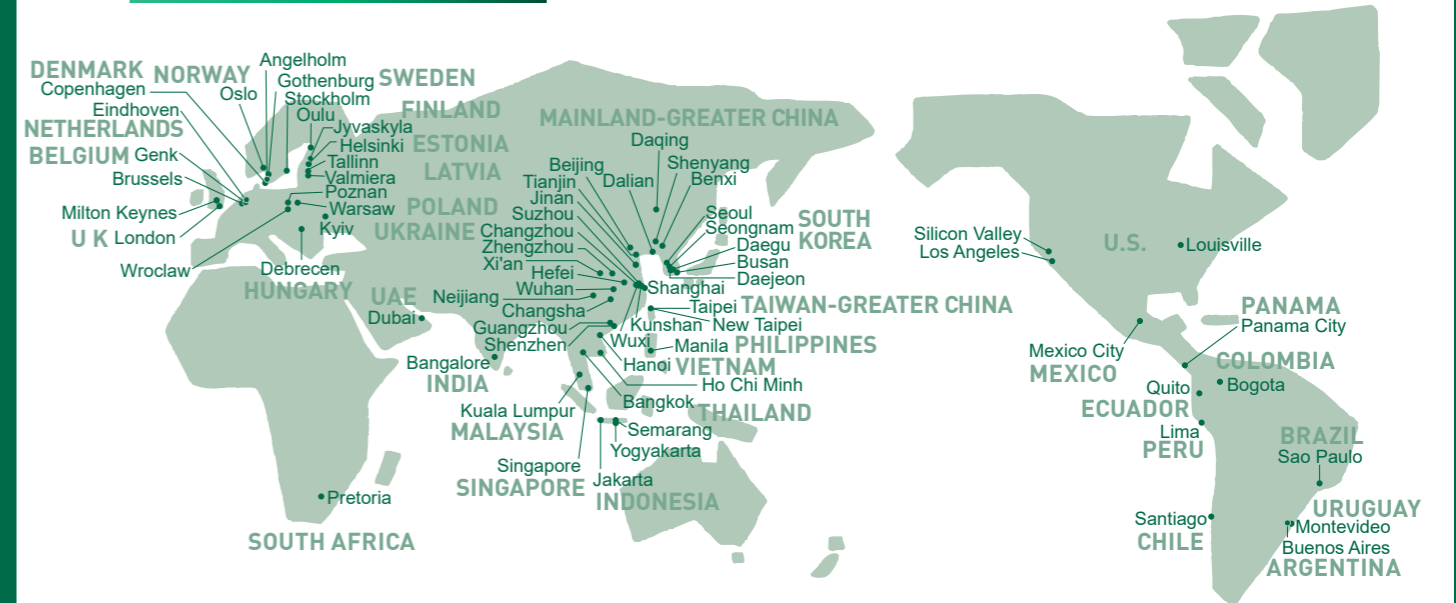 Angelholm
DENMARK
NORWAY
Gothenburg
SWEDEN
Copenhagen
Oslo
Stockholm
Eindhoven
Oulu
FINLAND
MAINLAND-GREATER CHINA
NETHERLANDS
Jyvaskyla
Helsinki
ESTONIA
Daqing
BELGIUM
Genk
Tallinn
Beijing
Shenyang
Brussels
Valmiera
LATVIA
Tianjin
Dalian
Benxi
Poznan
Jinan
Milton Keynes
Warsaw
POLAND
Suzhou
Seoul
SOUTH
KOREA
Kyiv
UKRAINE
Changzhou
Seongnam
U K
London
Zhengzhou
Daegu
Silicon Valley
U.S.
Louisville
Los Angeles
Wroclaw
Debrecen
Xi'an
Hefei
Busan
Daejeon
HUNGARY
UAE
Neijiang
Wuhan
Shanghai
Dubai
Changsha
Taipei
TAIWAN-GREATER CHINA
PANAMA
Guangzhou
Kunshan
New Taipei
Panama City
Shenzhen
Wuxi
Manila
PHILIPPINES
Mexico City
Bangalore
Hanoi
VIETNAM
MEXICO
COLOMBIA
INDIA
Ho Chi Minh
Quito
Bogota
Kuala Lumpur
Bangkok
THAILAND
ECUADOR
MALAYSIA
Semarang
Lima
BRAZIL
Yogyakarta
PERU
Sao Paulo
Singapore
Jakarta
SINGAPORE
INDONESIA
Pretoria
URUGUAY
Santiago
Montevideo
SOUTH AFRICA
CHILE
Buenos Aires
ARGENTINA